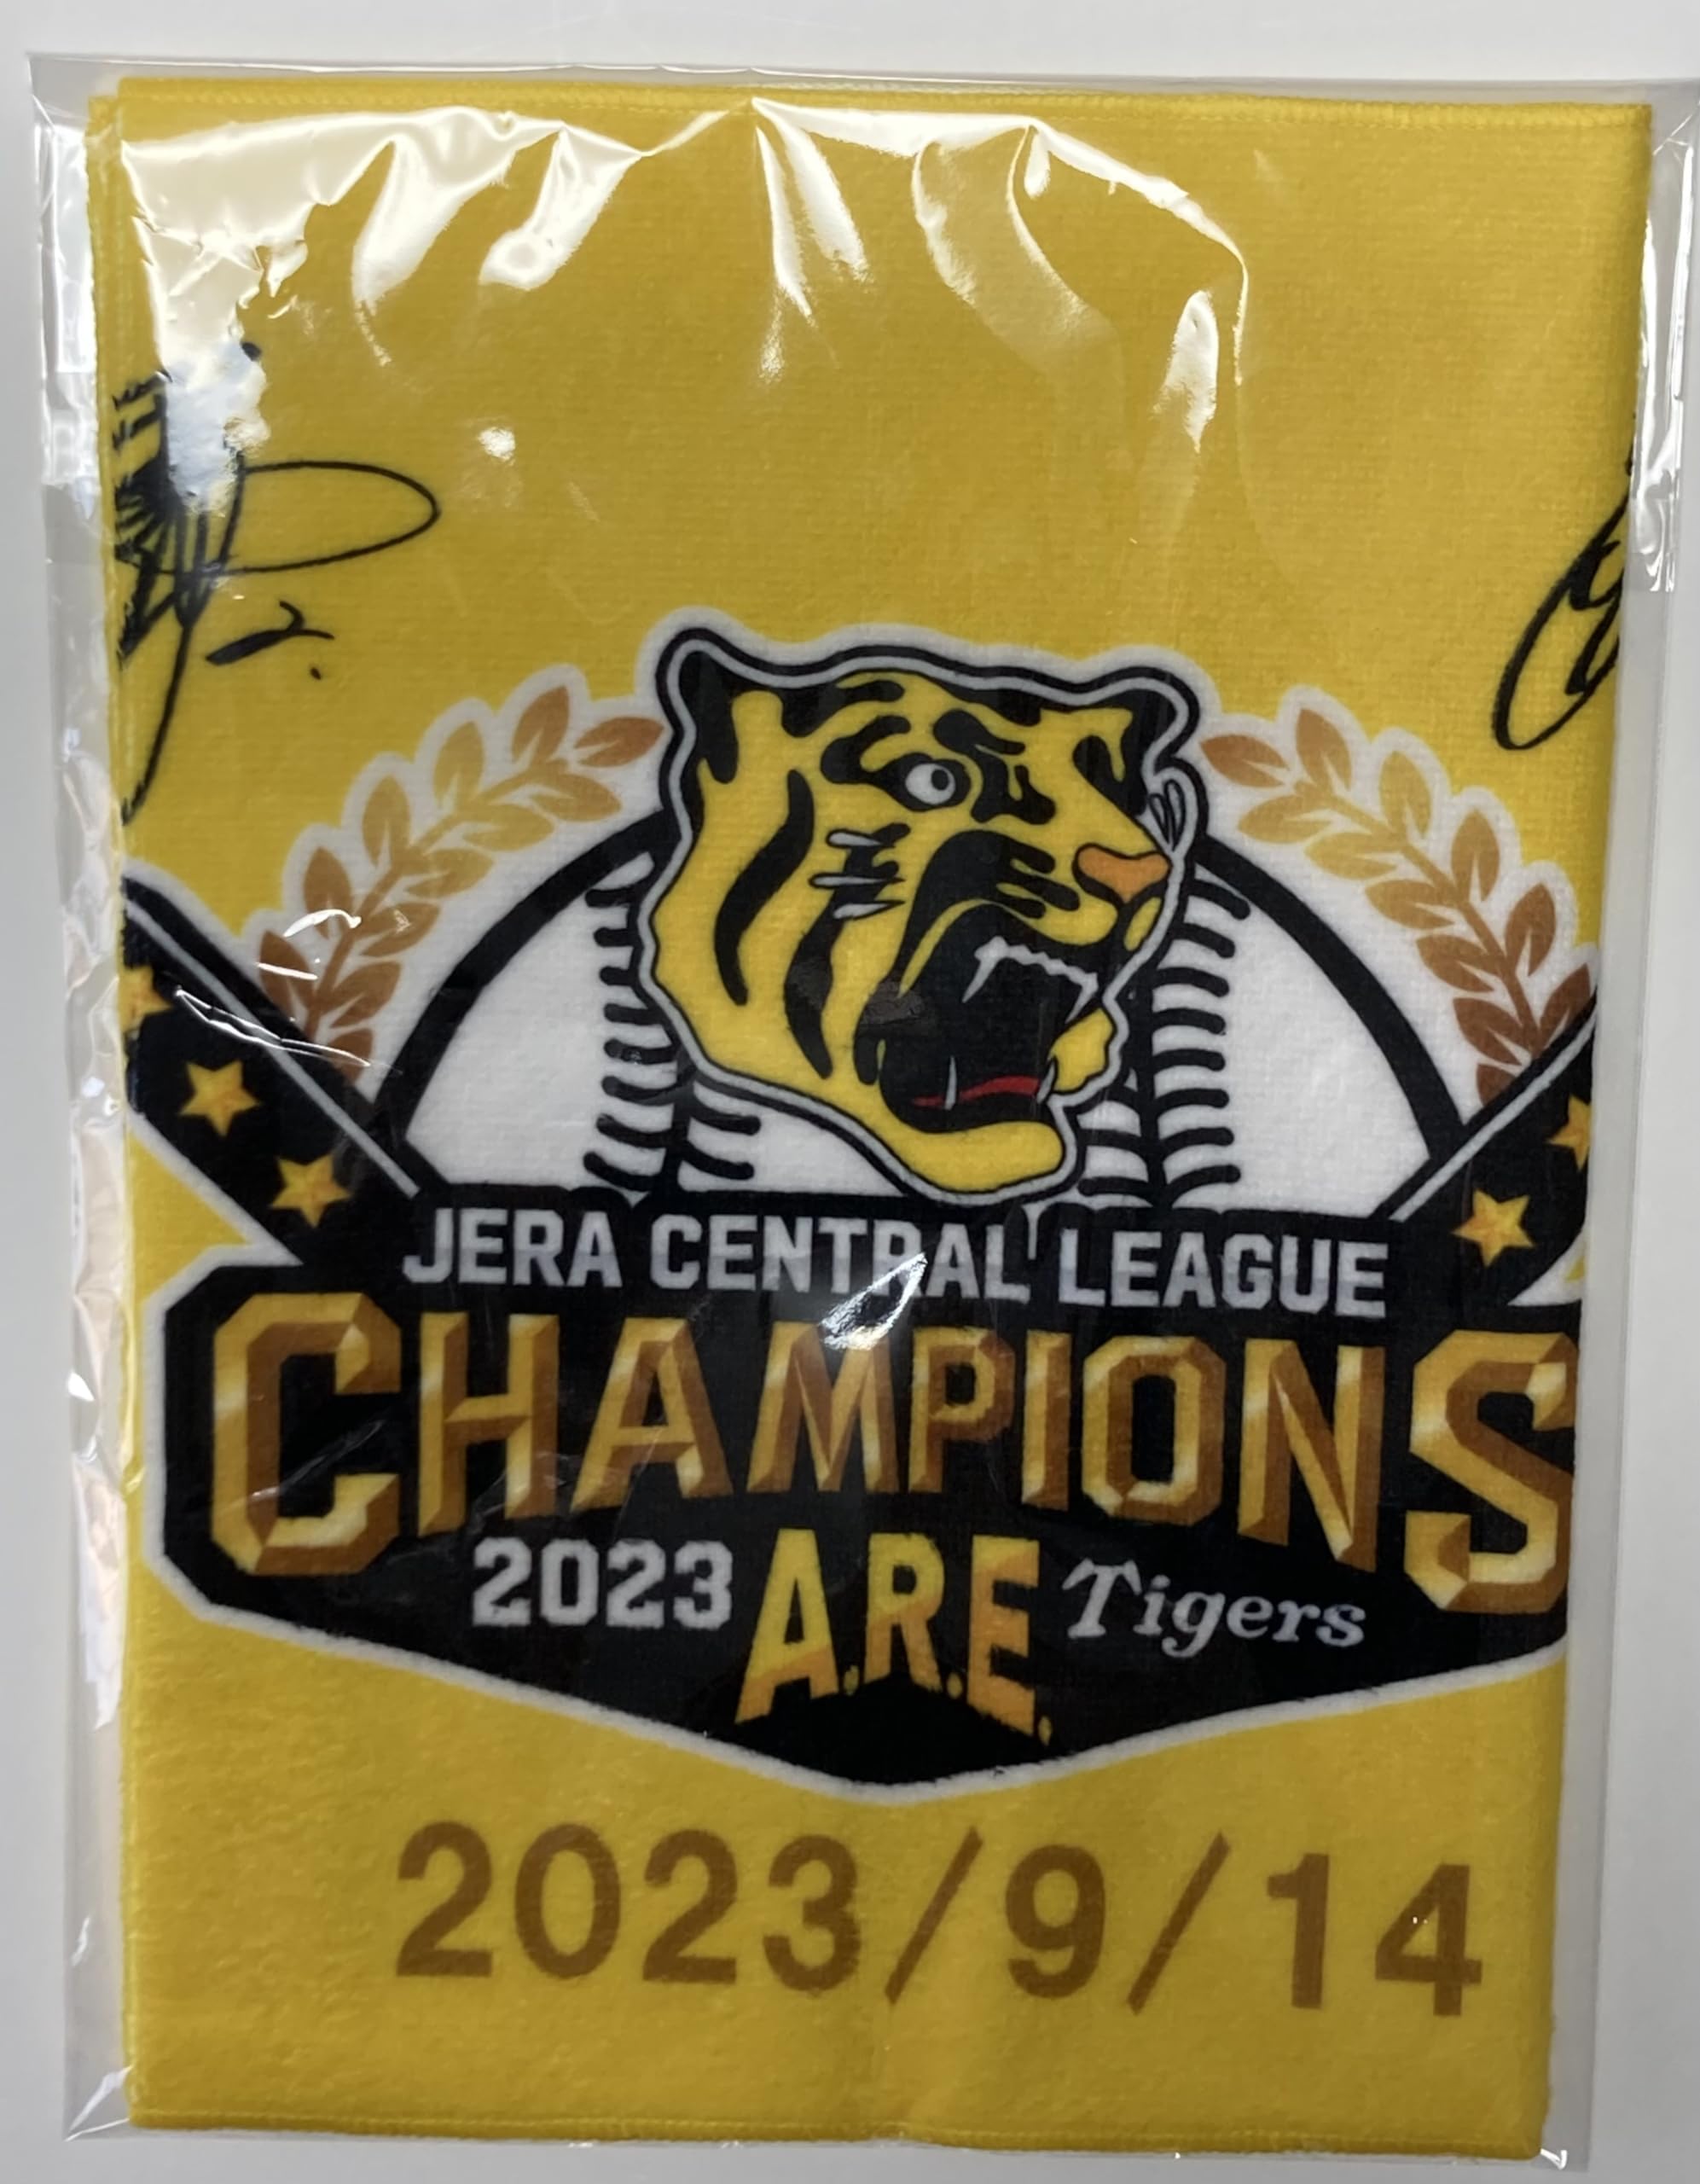 JERA CENTRAL LEAGUE
CHAMPIONS
2023 A.R.E. Tigers
2023/9/14